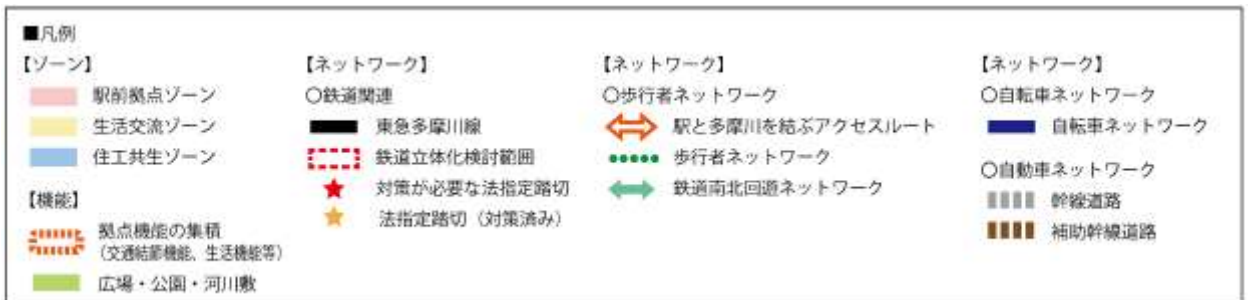 ■凡例
【ゾーン】
駅前拠点ゾーン
生活交流ゾーン
住工共生ゾーン
【機能】
拠点機能の集積
（交通結節機能、生活機能等）
広場・公園・河川敷
【ネットワーク】
○鉄道関連
東急多摩川線
鉄道立体化検討範囲
対策が必要な法指定踏切
法指定踏切（対策済み）
【ネットワーク】
○歩行者ネットワーク
駅と多摩川を結ぶアクセスルート
歩行者ネットワーク
鉄道南北回遊ネットワーク
【ネットワーク】
○自転車ネットワーク
自転車ネットワーク
○自動車ネットワーク
幹線道路
補助幹線道路